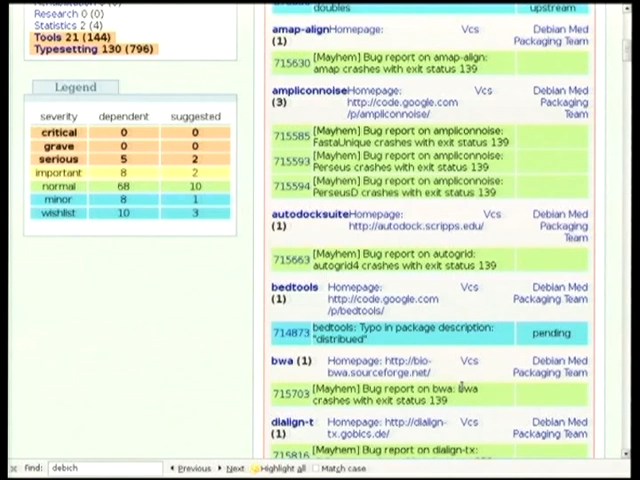 Research 0 (0)
Statistics 2 (4)
Tools 21 (144)
Typesetting 130 (796)
Legend
severity dependent suggested
critical 0 0
grave 0 0
serious 5 2
important 8 2
normal 68 10
minor 8 1
wishlist 10 3
doubles upstream
amap-align Homepage: Vcs Debian Med
(1) Packaging Team
715630 [Mayhem] Bug report on amap-align:
amap crashes with exit status 139
ampliconnoise Homepage: Vcs Debian Med
(3) http://code.google.com Packaging
/p/ampliconnoise/ Team
715585 [Mayhem] Bug report on ampliconnoise:
FastaUnique crashes with exit status 139
715593 [Mayhem] Bug report on ampliconnoise:
Perseus crashes with exit status 139
715594 [Mayhem] Bug report on ampliconnoise:
PerseusD crashes with exit status 139
autodocksuite Homepage: Vcs Debian Med
(1) http://autodock.scripps.edu/ Packaging
Team
715663 [Mayhem] Bug report on autogrid:
autogrid4 crashes with exit status 139
bedtools Homepage: Vcs Debian Med
(1) http://code.google.com Packaging Team
/p/bedtools/
714873 bedtools: Typo in package description: pending
"distribued"
bwa (1) Homepage: http://bio- Vcs Debian Med
bwa.sourceforge.net/ Packaging Team
715703 [Mayhem] Bug report on bwa: bwa
crashes with exit status 139
dialign-t Homepage: http://dialign- Vcs Debian Med
(1) tx.gobics.de/ Packaging Team
715816 [Mayhem] Bug report on dialign-tx:
Find: debich Previous Next Highlight all Match case